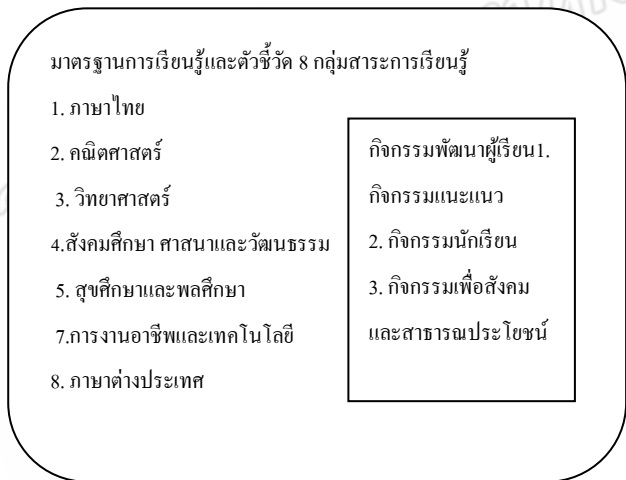 มาตรฐานการเรียนรู้และตัวชี้วัด 8 กลุ่มสาระการเรียนรู้
1. ภาษาไทย
2. คณิตศาสตร์
3. วิทยาศาสตร์
4.สังคมศึกษา ศาสนาและวัฒนธรรม
5. สุขศึกษาและพลศึกษา
7.การงานอาชีพและเทคโนโลยี
8. ภาษาต่างประเทศ
กิจกรรมพัฒนาผู้เรียน1.
กิจกรรมแนะแนว
2. กิจกรรมนักเรียน
3. กิจกรรมเพื่อสังคม
และสาธารณประโยชน์